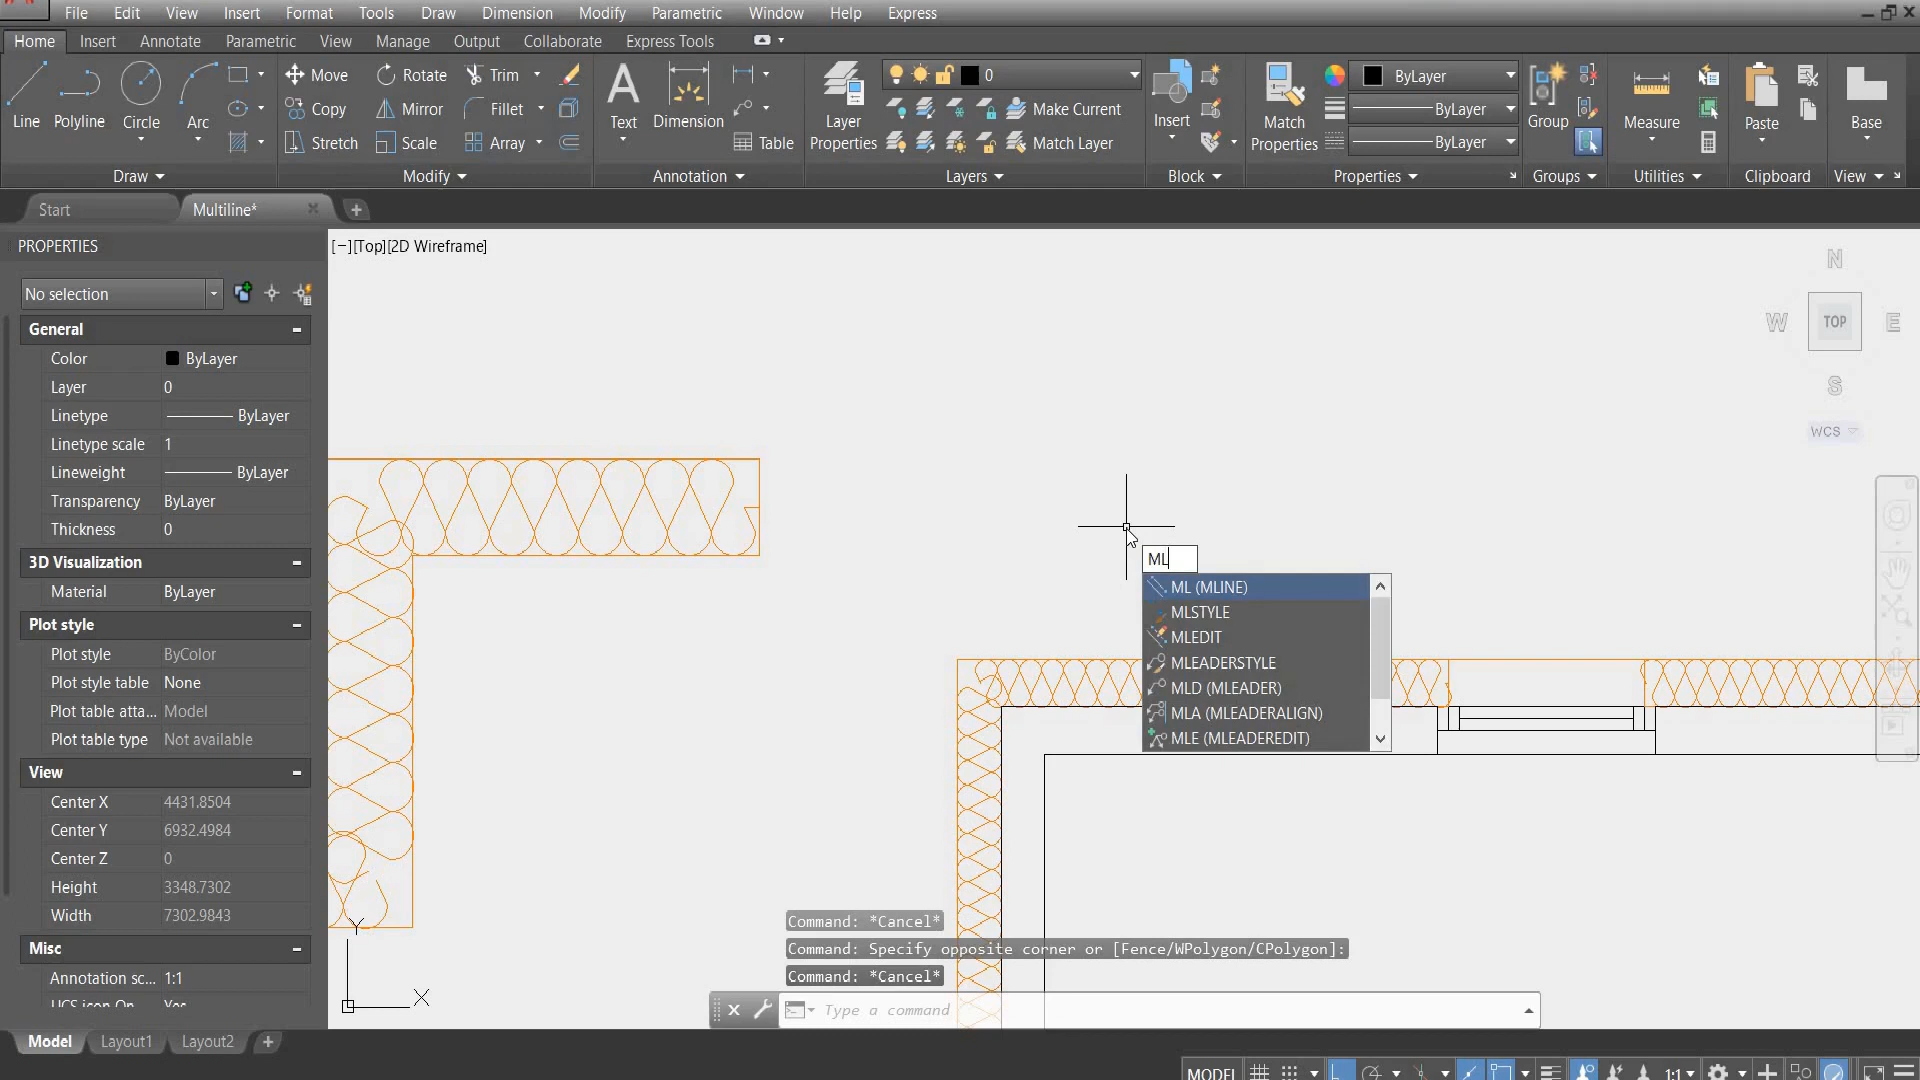 File Edit View Insert Format Tools Draw Dimension Modify Parametric Window Help Express
Home Insert Annotate Parametric View Manage Output Collaborate Express Tools
Line Polyline Circle Arc
Move Rotate Trim
Copy Mirror Fillet
Stretch Scale Array
Text Dimension Table
Layer Properties
0
Make Current
Match Layer
Insert
Match Properties
ByLayer
ByLayer
ByLayer
Group
Measure
Paste
Base
Draw Modify Annotation Layers Block Properties Groups Utilities Clipboard View
Start Multiline*
PROPERTIES
No selection
General
Color ByLayer
Layer 0
Linetype ByLayer
Linetype scale 1
Lineweight ByLayer
Transparency ByLayer
Thickness 0
3D Visualization
Material ByLayer
Plot style
Plot style ByColor
Plot style table None
Plot table atta... Model
Plot table type Not available
View
Center X 4431.8504
Center Y 6932.4984
Center Z 0
Height 3348.7302
Width 7302.9843
Misc
Annotation sc... 1:1
UCS icon On Yes
[−][Top][2D Wireframe]
N
W TOP E
S
WCS
ML
ML (MLINE)
MLSTYLE
MLEDIT
MLEADERSTYLE
MLD (MLEADER)
MLA (MLEADERALIGN)
MLE (MLEADEREDIT)
Y
X
Command: *Cancel*
Command: Specify opposite corner or [Fence/WPolygon/CPolygon]:
Command: *Cancel*
Type a command
Model Layout1 Layout2
MODEL 1:1